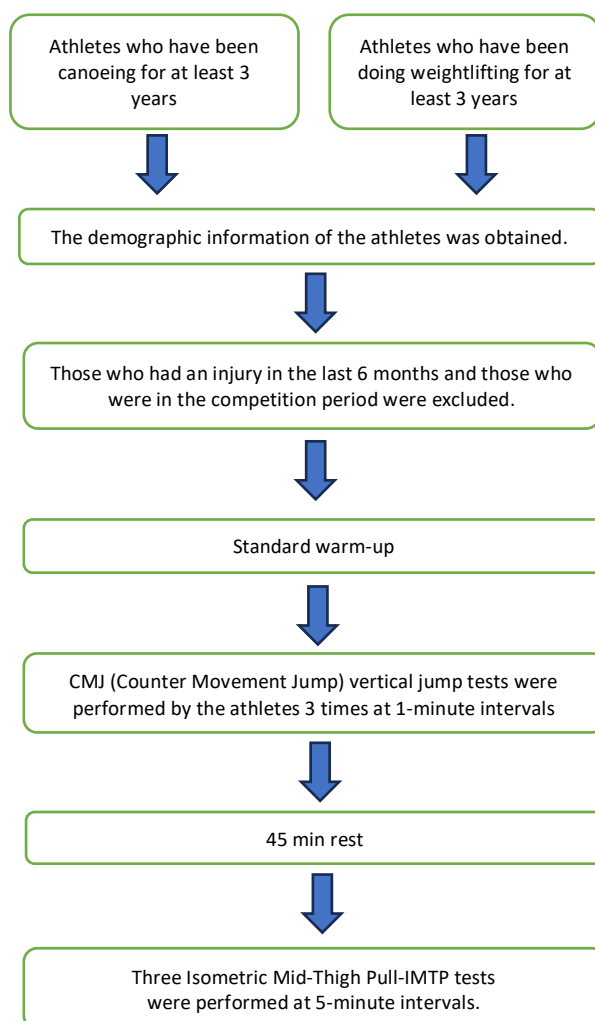 Athletes who have been
canoeing for at least 3
years
Athletes who have been
doing weightlifting for at
least 3 years
The demographic information of the athletes was obtained.
Those who had an injury in the last 6 months and those who
were in the competition period were excluded.
Standard warm-up
CMJ (Counter Movement Jump) vertical jump tests were
performed by the athletes 3 times at 1-minute intervals
45 min rest
Three Isometric Mid-Thigh Pull-IMTP tests
were performed at 5-minute intervals.